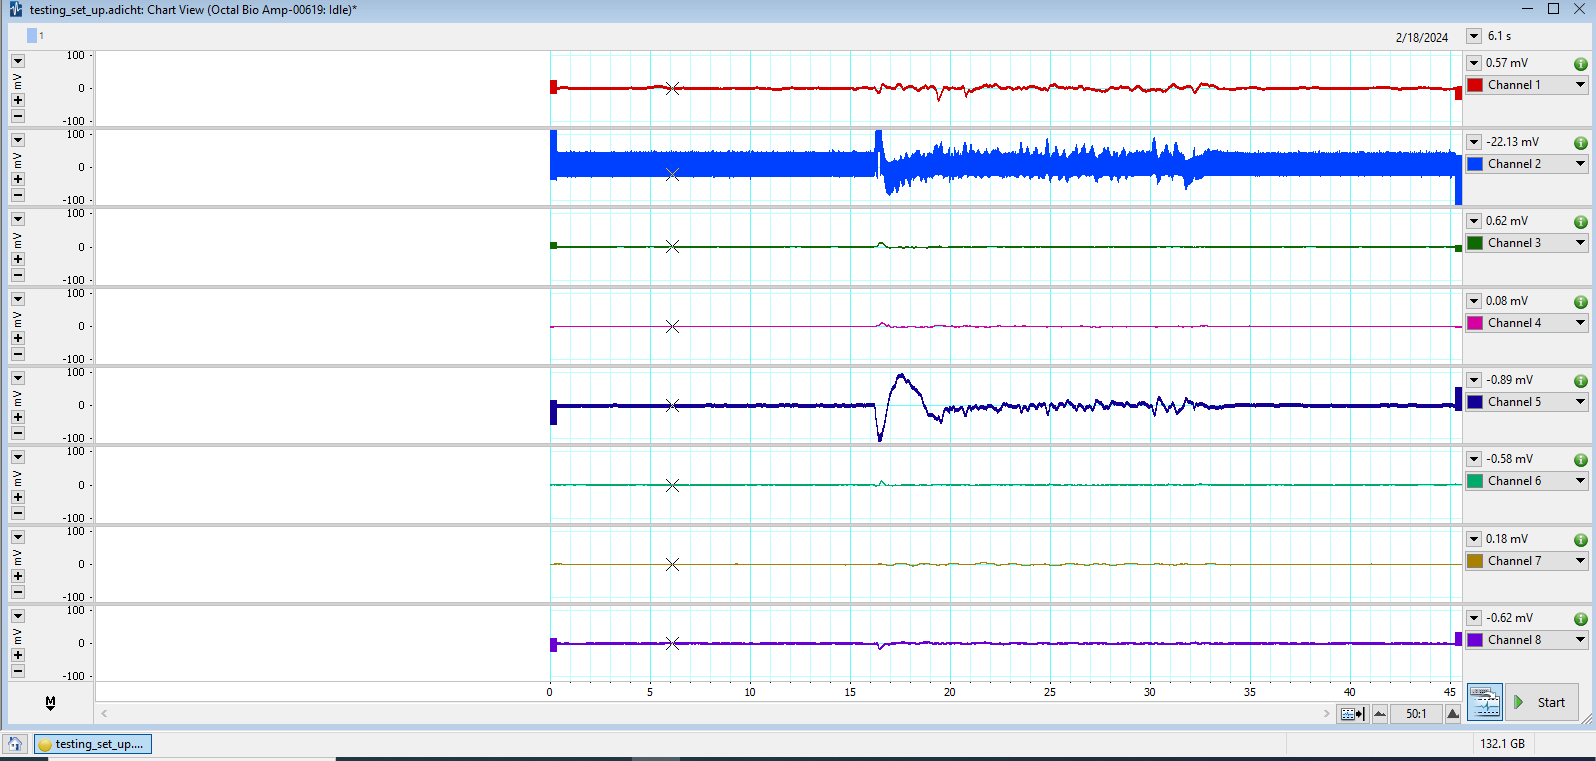 testing_set_up.adicht: Chart View (Octal Bio Amp-00619: Idle)*
1
2/18/2024
6.1 s
100
mV
0
-100
0.57 mV
Channel 1
100
mV
0
-100
-22.13 mV
Channel 2
100
mV
0
-100
0.62 mV
Channel 3
100
mV
0
-100
0.08 mV
Channel 4
100
mV
0
-100
-0.89 mV
Channel 5
100
mV
0
-100
-0.58 mV
Channel 6
100
mV
0
-100
0.18 mV
Channel 7
100
mV
0
-100
-0.62 mV
Channel 8
0 5 10 15 20 25 30 35 40 45
M
50:1
Start
testing_set_up....
132.1 GB